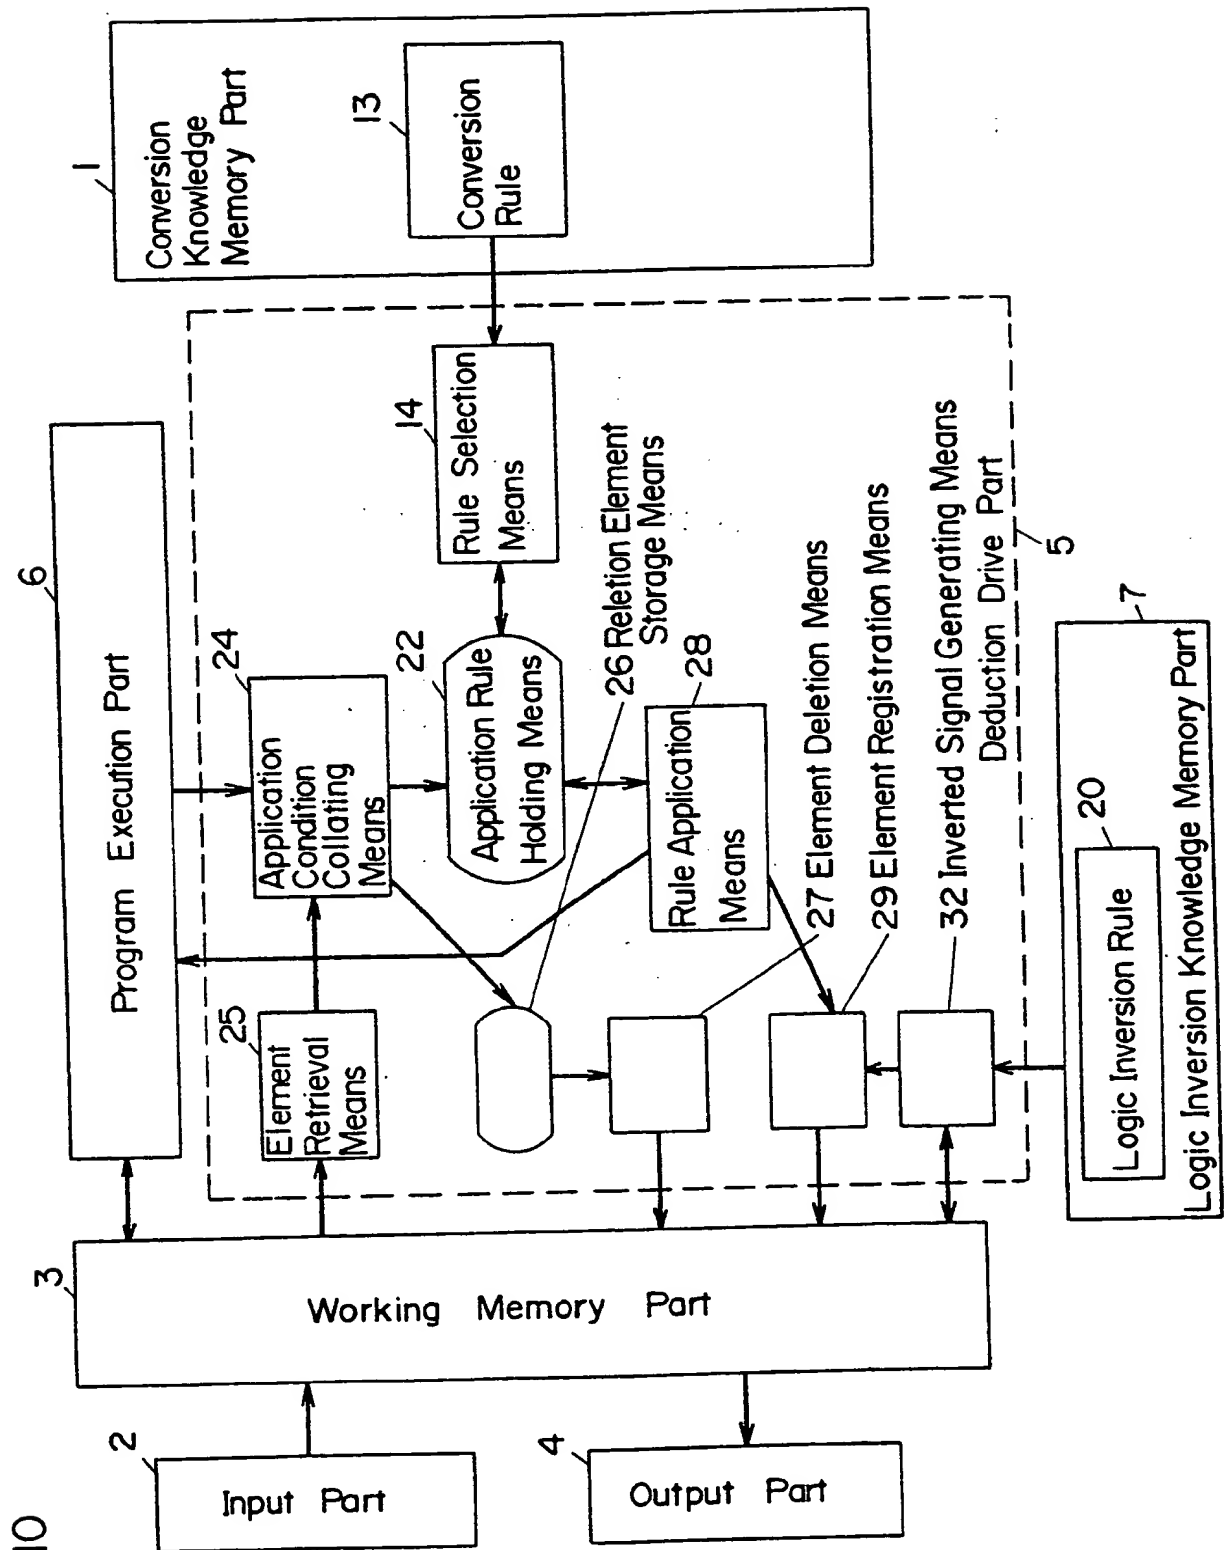 10
2
Input Part
4
Output Part
3
Working Memory Part
6
Program Execution Part
25
Element
Retrieval
Means
24
Application
Condition
Collating
Means
22
Application Rule
Holding Means
14
Rule Selection
Means
26 Reletion Element
Storage Means
Rule Application
Means
28
27 Element Deletion Means
29 Element Registration Means
32 Inverted Signal Generating Means
Deduction Drive Part
5
1
Conversion
Knowledge
Memory Part
13
Conversion
Rule
7
20
Logic Inversion Rule
Logic Inversion Knowledge Memory Part